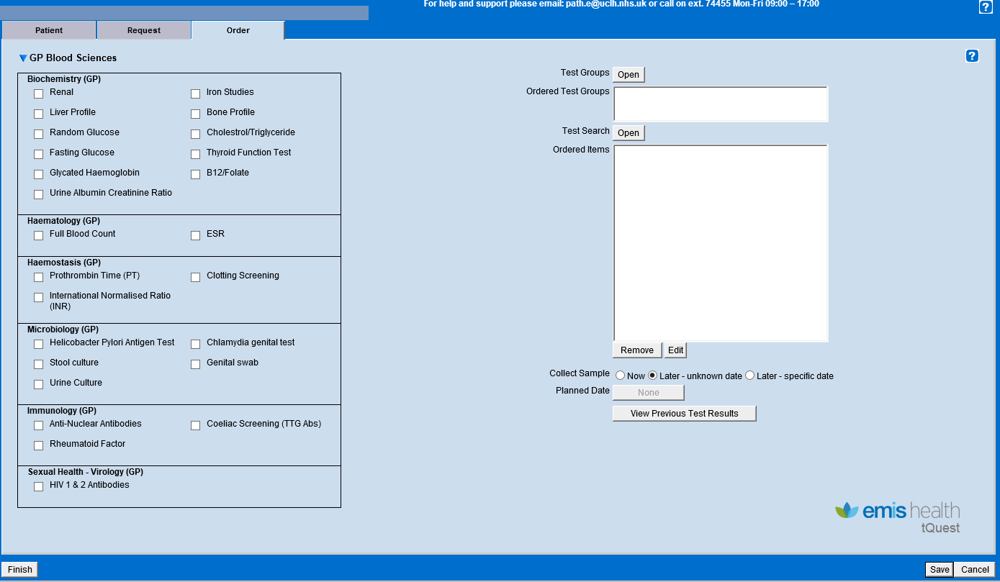 For help and support please email: path.e@uclh.nhs.uk or call on ext. 74455 Mon-Fri 09:00 – 17:00
?
Patient
Request
Order
GP Blood Sciences
?
Biochemistry (GP)
Renal
Iron Studies
Liver Profile
Bone Profile
Random Glucose
Cholestrol/Triglyceride
Fasting Glucose
Thyroid Function Test
Glycated Haemoglobin
B12/Folate
Urine Albumin Creatinine Ratio
Haematology (GP)
Full Blood Count
ESR
Haemostasis (GP)
Prothrombin Time (PT)
Clotting Screening
International Normalised Ratio
(INR)
Microbiology (GP)
Helicobacter Pylori Antigen Test
Chlamydia genital test
Stool culture
Genital swab
Urine Culture
Immunology (GP)
Anti-Nuclear Antibodies
Coeliac Screening (TTG Abs)
Rheumatoid Factor
Sexual Health - Virology (GP)
HIV 1 & 2 Antibodies
Test Groups Open
Ordered Test Groups
Test Search Open
Ordered Items
Remove Edit
Collect Sample Now Later - unknown date Later - specific date
Planned Date None
View Previous Test Results
emis health
tQuest
Finish
Save Cancel